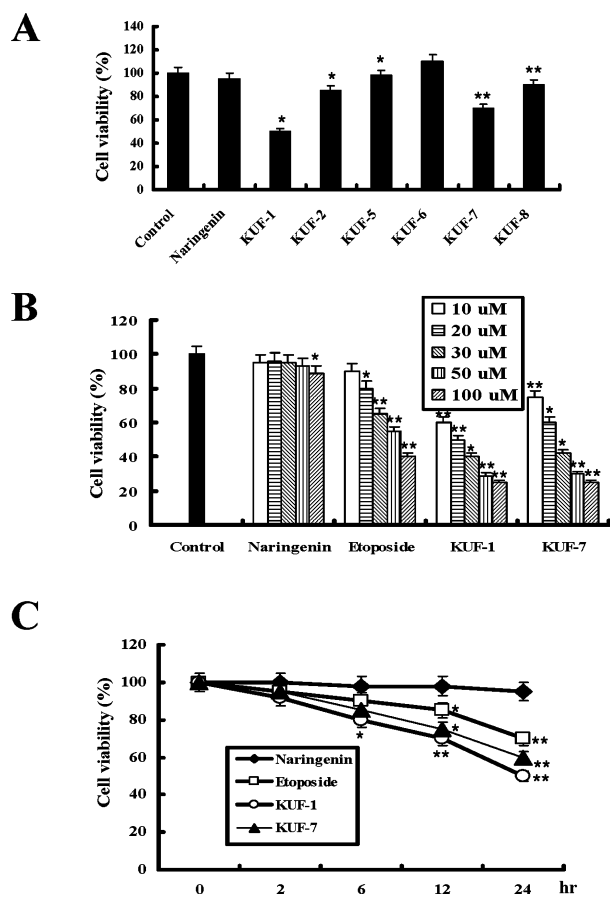 A
Cell viability (%)
140
120
100
80
60
40
20
0
* * * ** **
Control Naringenin KUF-1 KUF-2 KUF-5 KUF-6 KUF-7 KUF-8
B
Cell viability (%)
120
100
80
60
40
20
0
10 uM
20 uM
30 uM
50 uM
100 uM
* * ** ** ** ** ** * ** ** ** * * ** **
Control Naringenin Etoposide KUF-1 KUF-7
C
Cell viability (%)
120
100
80
60
40
20
0
Naringenin
Etoposide
KUF-1
KUF-7
* * * ** ** ** **
0 2 6 12 24 hr